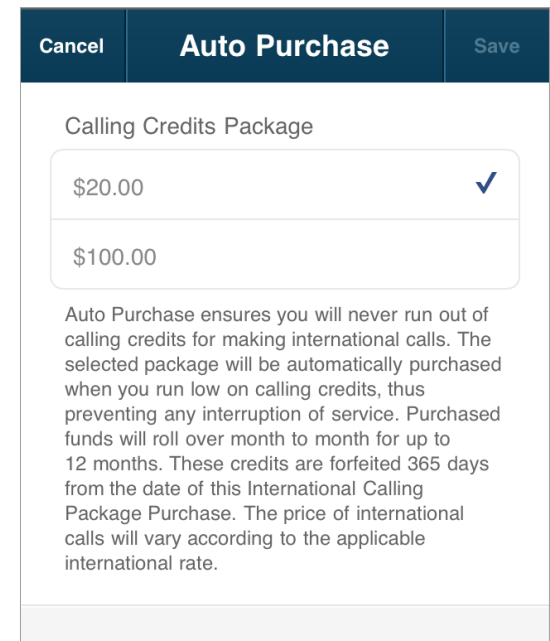 Cancel
Auto Purchase
Save
Calling Credits Package
$20.00
$100.00
Auto Purchase ensures you will never run out of
calling credits for making international calls. The
selected package will be automatically purchased
when you run low on calling credits, thus
preventing any interruption of service. Purchased
funds will roll over month to month for up to
12 months. These credits are forfeited 365 days
from the date of this International Calling
Package Purchase. The price of international
calls will vary according to the applicable
international rate.